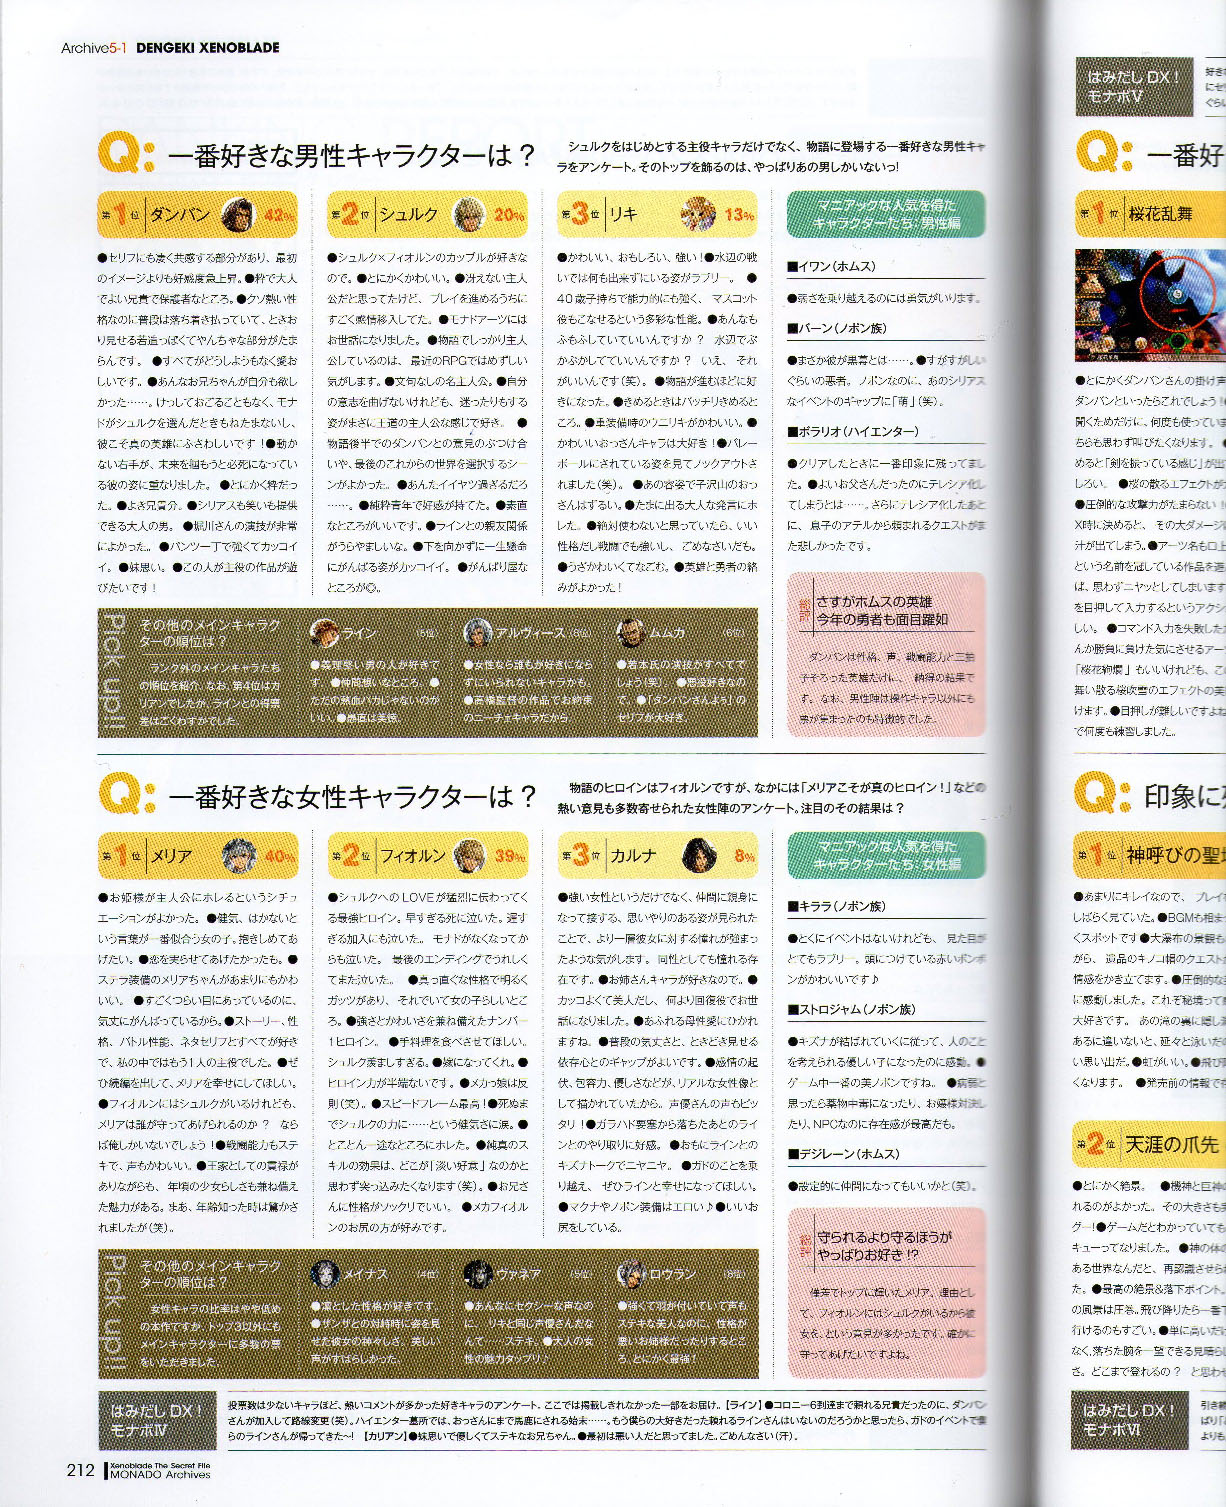 Archive5-1 DENGEKI XENOBLADE
Q: 一番好きな男性キャラクターは？
シュルクをはじめとする主役キャラだけでなく、物語に登場する一番好きな男性キャ
ラをアンケート。そのトップを飾るのは、やっぱりあの男しかいないっ!
第1位 ダンバン 42%
●セリフにも凄く共感する部分があり、最初
のイメージよりも好感度急上昇。●粋で大人
でよい兄貴で保護者なところ。●クソ熱い性
格なのに普段は落ち着き払っていて、ときお
り見せる若造っぽくてやんちゃな部分がたま
らんです。 ●すべてがどうしようもなく愛お
しいです。●あんなお兄ちゃんが自分も欲し
かった……。けっしておごることもなく、モナ
ドがシュルクを選んだときもねたまないし、
彼こそ真の英雄にふさわしいです！●動か
ない右手が、未来を掴もうと必死になってい
る彼の姿に重なりました。 ●とにかく粋だっ
た。●よき兄貴分。●シリアスも笑いも提供
できる大人の男。 ●堀川さんの演技が非常
によかった。●パンツ一丁で強くてカッコイ
イ。●妹思い。●この人が主役の作品が遊
びたいです！
第2位 シュルク 20%
●シュルク×フィオルンのカップルが好きな
ので。●とにかくかわいい。●冴えない主人
公だと思ってたけど、プレイを進めるうちに
すごく感情移入してた。●モナドアーツには
お世話になりました。●物語でしっかり主人
公しているのは、最近のRPGではめずしいい
気がします。●文句なしの名主人公。●自分
の意志を曲げないけれども、迷ったりもする
姿がまさに王道の主人公な感じで好き。 ●
物語後半でのダンバンとの意見のぶつけ合
いや、最後のこれからの世界を選択するシー
ンがよかった。●あんたイイヤツ過ぎるだろ
……。●純粋青年で好感が持てた。●素直
なところがいいです。●ラインとの親友関係
がうらやましいな。●下を向かずに一生懸命
にがんばる姿がカッコイイ。●がんばり屋な
ところが◎。
第3位 リキ 13%
●かわいい、おもしろい、強い！●水辺の戦
いでは何も出来ずにいる姿がラブリー。 ●
40歳子持ちで能力的にも強く、マスコット
役もこなせるという多彩な性能。●あんなも
ふもふしていていいんですか？ 水辺でぷ
かぷかしてていいんですか？ いえ、それ
がいいんです（笑）。 ●物語が進むほどに好
きになった。●きめるときはバッチリきめると
ころ。●車装備時のウニリキがかわいい。●
かわいいおっさんキャラは大好き！●バレー
ボールにされている姿を見てノックアウトさ
れました（笑）。 ●あの容姿で子沢山のおっ
さんはずるい。●たまに出る大人な発言にホ
レた。●絶対使わないと思っていたら、いい
性格だし戦闘でも強いし、ごめなさいだも。
●うざかわいくてなごむ。●英雄と勇者の絡
みがよかった！
マニアックな人気を得た
キャラクターたち：男性編
■イワン（ホムス）
●弱さを乗り越えるのには勇気がいります。
■バーン（ノポン族）
●まさか彼が黒幕とは……。●すがすがしい
ぐらいの悪者。ノポンなのに、あのシリアス
なイベントのギャップに「萌」（笑）。
■ボラリオ（ハイエンター）
●クリアしたときに一番印象に残ってまし
た。●よいお父さんだったのにテレシア化し
てしまうとは……。さらにテレシア化したあと
に、息子のアテルから頼まれるクエストがま
た悲しかったです。
総評 さすがホムスの英雄
今年の勇者も面目躍如
ダンバンは性格、声、戦闘能力と三拍
子そろった英雄だけに、納得の結果で
す。なお、男性陣は操作キャラ以外にも
票が集まったのも特徴的でした。
Pick up!!
その他のメインキャラク
ターの順位は？
ランク外のメインキャラたち
の順位を紹介。なお、第4位はカ
リアンでしたが、ラインとの得票
差はごくわずかでした。
ライン （5位）
●義理堅い男の人が好きで
す。●仲間想いなところ。●
ただの熱血バカじゃないのが
いい。●愚直は美徳。
アルヴィース （8位）
●女性なら誰もが好きになら
ずにいられないキャラかも。
●高橋監督の作品でお約束
のニーチェキャラだから。
ムムカ （6位）
●若本氏の演技がすべてで
しょう（笑）。 ●悪役好きなの
で。●「ダァンバンさんよぅ！」の
セリフが大好き。
Q: 一番好きな女性キャラクターは？
物語のヒロインはフィオルンですが、なかには「メリアこそが真のヒロイン！」などの
熱い意見も多数寄せられた女性陣のアンケート。注目のその結果は？
第1位 メリア 40%
●お姫様が主人公にホレるというシチュ
エーションがよかった。●健気、はかないと
いう言葉が一番似合う女の子。抱きしめてあ
げたい。●恋を実らせてあげたかったも。●
ステラ装備のメリアちゃんがあまりにもかわ
いい。 ●すごくつらい目にあっているのに、
気丈にがんばっているから。●ストーリー、性
格、バトル性能、ネタセリフとすべてが好き
で、私の中ではもう1人の主役でした。●ぜ
ひ続編を出して、メリアを幸せにしてほしい。
●フィオルンにはシュルクがいるけれども、
メリアは誰が守ってあげられるのか？ なら
ば俺しかいないでしょう！●戦闘能力もステ
キで、声もかわいい。●王家としての貫禄が
ありながらも、年頃の少女らしさも兼ね備え
た魅力がある。まあ、年齢知った時は驚かさ
れましたが（笑）。
第2位 フィオルン 39%
●シュルクへのLOVEが猛烈に伝わってく
る最強ヒロイン。早すぎる死に泣いた。遅す
ぎる加入にも泣いた。モナドがなくなってか
らも泣いた。最後のエンディングでうれしく
てまた泣いた。 ●真っ直ぐな性格で明るく
ガッツがあり、それでいて女の子らしいとこ
ろ。●強さとかわいさを兼ね備えたナンバー
1ヒロイン。●手料理を食べさせてほしい。
シュルク羨ましすぎる。●嫁になってくれ。●
ヒロイン力が半端ないです。●メカっ娘は反
則（笑）。●スピードフレーム最高！●死ぬま
でシュルクの力に……という健気さに涙。●
とことん一途なところにホレた。●純真のス
キルの効果は、どこが「淡い好意」なのかと
思わず突っ込みたくなります（笑）。●お兄さ
んに性格がソックリでいい。●メカフィオル
ンのお尻の方が好みです。
第3位 カルナ 8%
●強い女性というだけでなく、仲間に親身に
なって接する、思いやりのある姿が見られた
ことで、より一層彼女に対する憧れが強まっ
たような気がします。同性としても憧れる存
在です。●お姉さんキャラが好きなので。●
カッコよくて美人だし、何より回復役でお世
話になりました。●あふれる母性愛にひかれ
ますね。●普段の気丈さと、ときどき見せる
依存心とのギャップがよいです。●感情の起
伏、包容力、優しさなどが、リアルな女性像と
して描かれていたから。声優さんの声もピッ
タリ！●ガラハド要塞から落ちたあとのライ
ンとのやり取りに好感。●おもにラインとの
キズナトークでニヤニヤ。●ガドのことを乗
り越え、ぜひラインと幸せになってほしい。
●マクナやノポン装備はエロい♪●いいお
尻をしている。
マニアックな人気を得た
キャラクターたち：女性編
■キララ（ノポン族）
●とくにイベントはないけれども、見た目が
とてもラブリー。頭につけている赤いボンボ
ンがかわいいです♪
■ストロジャム（ノポン族）
●キズナが結ばれていくに従って、人のこと
を考えられる優しい子になったのに感動。●
ゲーム中一番の美ノポンですね。 ●病弱と
思ったら薬物中毒になったり、お嬢様対決し
たり、NPCなのに存在感が最高だも。
■デジレーン（ホムス）
●設定的に仲間になってもいいかと（笑）。
総評 守られるより守るほうが
やっぱりお好き!?
僅差でトップに輝いたメリア。理由とし
て、フィオルンにはシュルクがいるから彼
女を、という意見が多かったです。確かに
守ってあげたいですよね。
Pick up!!
その他のメインキャラク
ターの順位は？
女性キャラの比率はやや低め
の本作ですが、トップ3以外にも
メインキャラクターに多数の票
をいただきました。
メイナス （4位）
●凛とした性格が好きです。
●ザンザとの対峙時に姿を見
せた彼女の神々しさ、美しい
声がすばらしかった。
ヴァネア （5位）
●あんなにセクシーな声なの
に、リキと同じ声優さんだな
んて……ステキ。●大人の女
性の魅力タップリ♪
ロウラン （8位）
●強くて羽が付いていて声も
ステキな美人なのに、性格が
悪いお姉様だったりするとこ
ろ。とにかく最強！
はみだしDX！
モナポⅣ
投票数は少ないキャラほど、熱いコメントが多かった好きキャラのアンケート。ここでは掲載しきれなかった一部をお届け。【ライン】●コロニー6到達まで頼れる兄貴だったのに、ダンバン
さんが加入して路線変更（笑）。ハイエンター墓所では、おっさんにまで馬鹿にされる始末……。もう僕らの大好きだった頼れるラインさんはいないのだろうかと思ったら、ガドのイベントで僕
らのラインさんが帰ってきた～！ 【カリアン】●妹思いで優しくてステキなお兄ちゃん。●最初は悪い人だと思ってました。ごめんなさい（汗）。
212 Xenoblade The Secret File
MONADO Archives
はみだしDX！
モナポⅤ
Q: 一番好
第1位 桜花乱舞
●とにかくダンバンさんの掛け声
ダンバンといったらこれでしょう！
聞くためだけに、何度も使ってい
ちらも思わず叫びたくなります。
めると「剣を振っている感じ」が出
しろい。 ●桜の散るエフェクトが
●圧倒的な攻撃力がたまらない！
X時に決めると、その大ダメージ
汁が出てしまう。●アーツ名も口上
という名前を冠している作品を遊
ば、思わずニヤッとしてしまいます
を目押しで入力するというアクシ
しい。 ●コマンド入力を失敗した
んか勝負に負けた気にさせるアー
「桜花絢爛」もいいけれども、こ
舞い散る桜吹雪のエフェクトの美
けます。●目押しが難しいですよね
で何度も練習しました。
Q: 印象に
第1位 神呼びの聖
●あまりにキレイなので、プレイ
しばらく見ていた。●BGMも相ま
くスポットです●大瀑布の景観も
がら、遺品のキノコ帽のクエスト
情感をかき立てます。●圧倒的な
に感動しました。これぞ秘境って
大好きです。あの滝の裏に隠し
あるに違いないと、延々と泳いだ
い思い出だ。●虹がいい。●飛び
くなります。 ●発売前の情報で
第2位 天涯の爪先
●とにかく絶景。 ●機神と巨神
れるのがよかった。その大きさも
グー！●ゲームだとわかっていても
キューってなりました。 ●神の体の
ある世界なんだと、再認識させら
た。●最高の絶景&落下ポイント。
の風景は圧巻。飛び降りたら一番
行けるのもすごい。●単に高いだけ
なく、落ちた腕を一望できる見晴らし
さ。どこまで登れるの？ と思わせ
はみだしDX！
モナポⅥ